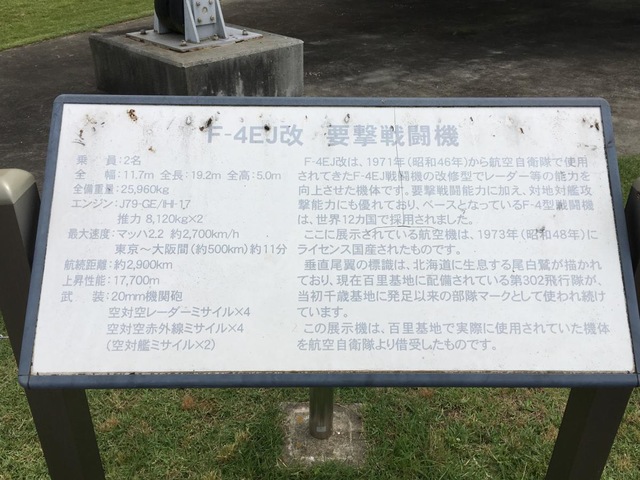 F-4EJ改 要撃戦闘機
乗 員：2名
全 幅：11.7m 全長：19.2m 全高：5.0m
全備重量：25,960kg
エンジン：J79-GE/IHI-1,7
推力 8,120kg×2
最大速度：マッハ2.2 約2,700km/h
東京〜大阪間（約500km）約11分
航続距離：約2,900km
上昇性能：17,700m
武 装：20mm機関砲
空対空レーダーミサイル×4
空対空赤外線ミサイル×4
（空対艦ミサイル×2）
F-4EJ改は、1971年（昭和46年）から航空自衛隊で使用
されてきたF-4EJ戦闘機の改修型でレーダー等の能力を
向上させた機体です。要撃戦闘能力に加え、対地対艦攻
撃能力にも優れており、ベースとなっているF-4型戦闘機
は、世界12カ国で採用されました。
ここに展示されている航空機は、1973年（昭和48年）に
ライセンス国産されたものです。
垂直尾翼の標識は、北海道に生息する尾白鷲が描かれ
ており、現在百里基地に配備されている第302飛行隊が、
当初千歳基地に発足以来の部隊マークとして使われ続け
ています。
この展示機は、百里基地で実際に使用されていた機体
を航空自衛隊より借受したものです。